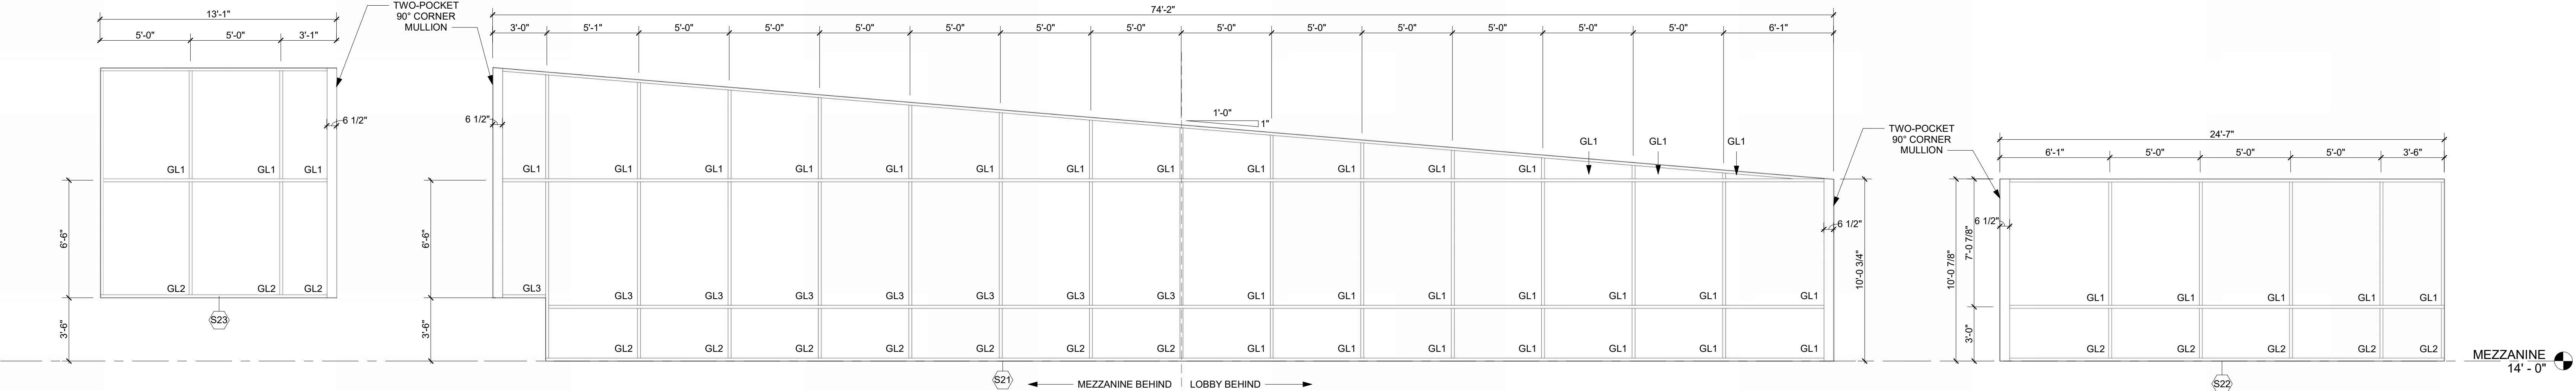 13'-1"
5'-0" 5'-0" 3'-1"
TWO-POCKET
90° CORNER
MULLION
6 1/2"
GL1 GL1 GL1
GL2 GL2 GL2
6'-6"
3'-6"
S23
74'-2"
3'-0" 5'-1" 5'-0" 5'-0" 5'-0" 5'-0" 5'-0" 5'-0" 5'-0" 5'-0" 5'-0" 5'-0" 5'-0" 5'-0" 6'-1"
6 1/2"
1'-0"
1"
GL1 GL1 GL1
GL1 GL1 GL1 GL1 GL1 GL1 GL1 GL1 GL1 GL1 GL1 GL1
6'-6"
6 1/2"
10'-0 3/4"
GL3
GL3 GL3 GL3 GL3 GL3 GL3 GL1 GL1 GL1 GL1 GL1 GL1 GL1
3'-6"
GL2 GL2 GL2 GL2 GL2 GL2 GL2 GL1 GL1 GL1 GL1 GL1 GL1 GL1
S21
MEZZANINE BEHIND
LOBBY BEHIND
TWO-POCKET
90° CORNER
MULLION
24'-7"
6'-1" 5'-0" 5'-0" 5'-0" 3'-6"
6 1/2"
10'-0 7/8"
7'-0 7/8"
3'-0"
GL1 GL1 GL1 GL1 GL1
GL2 GL2 GL2 GL2 GL2
S22
MEZZANINE
14' - 0"